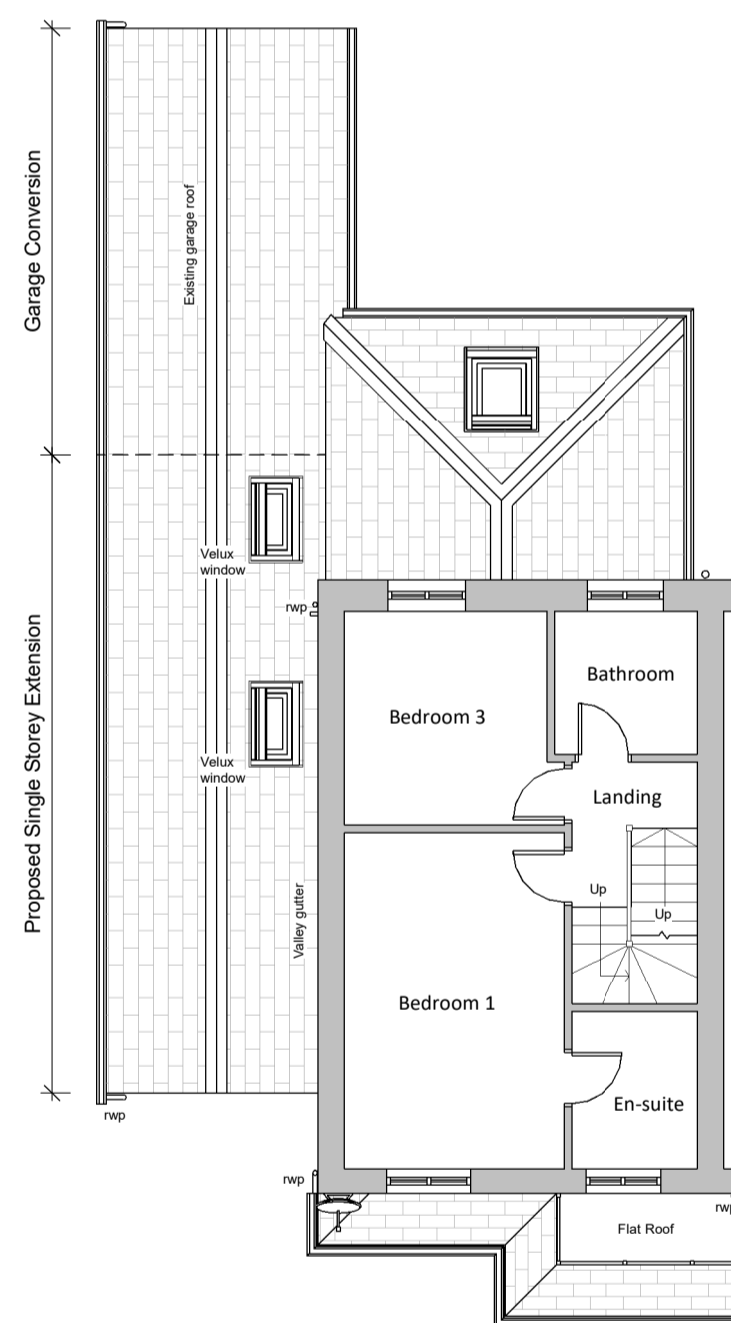 Garage Conversion
Existing garage roof
Velux
window
rwp
Bathroom
Bedroom 3
Proposed Single Storey Extension
Velux
window
Landing
Up
Up
Valley gutter
Bedroom 1
En-suite
rwp
rwp
rwp
Flat Roof